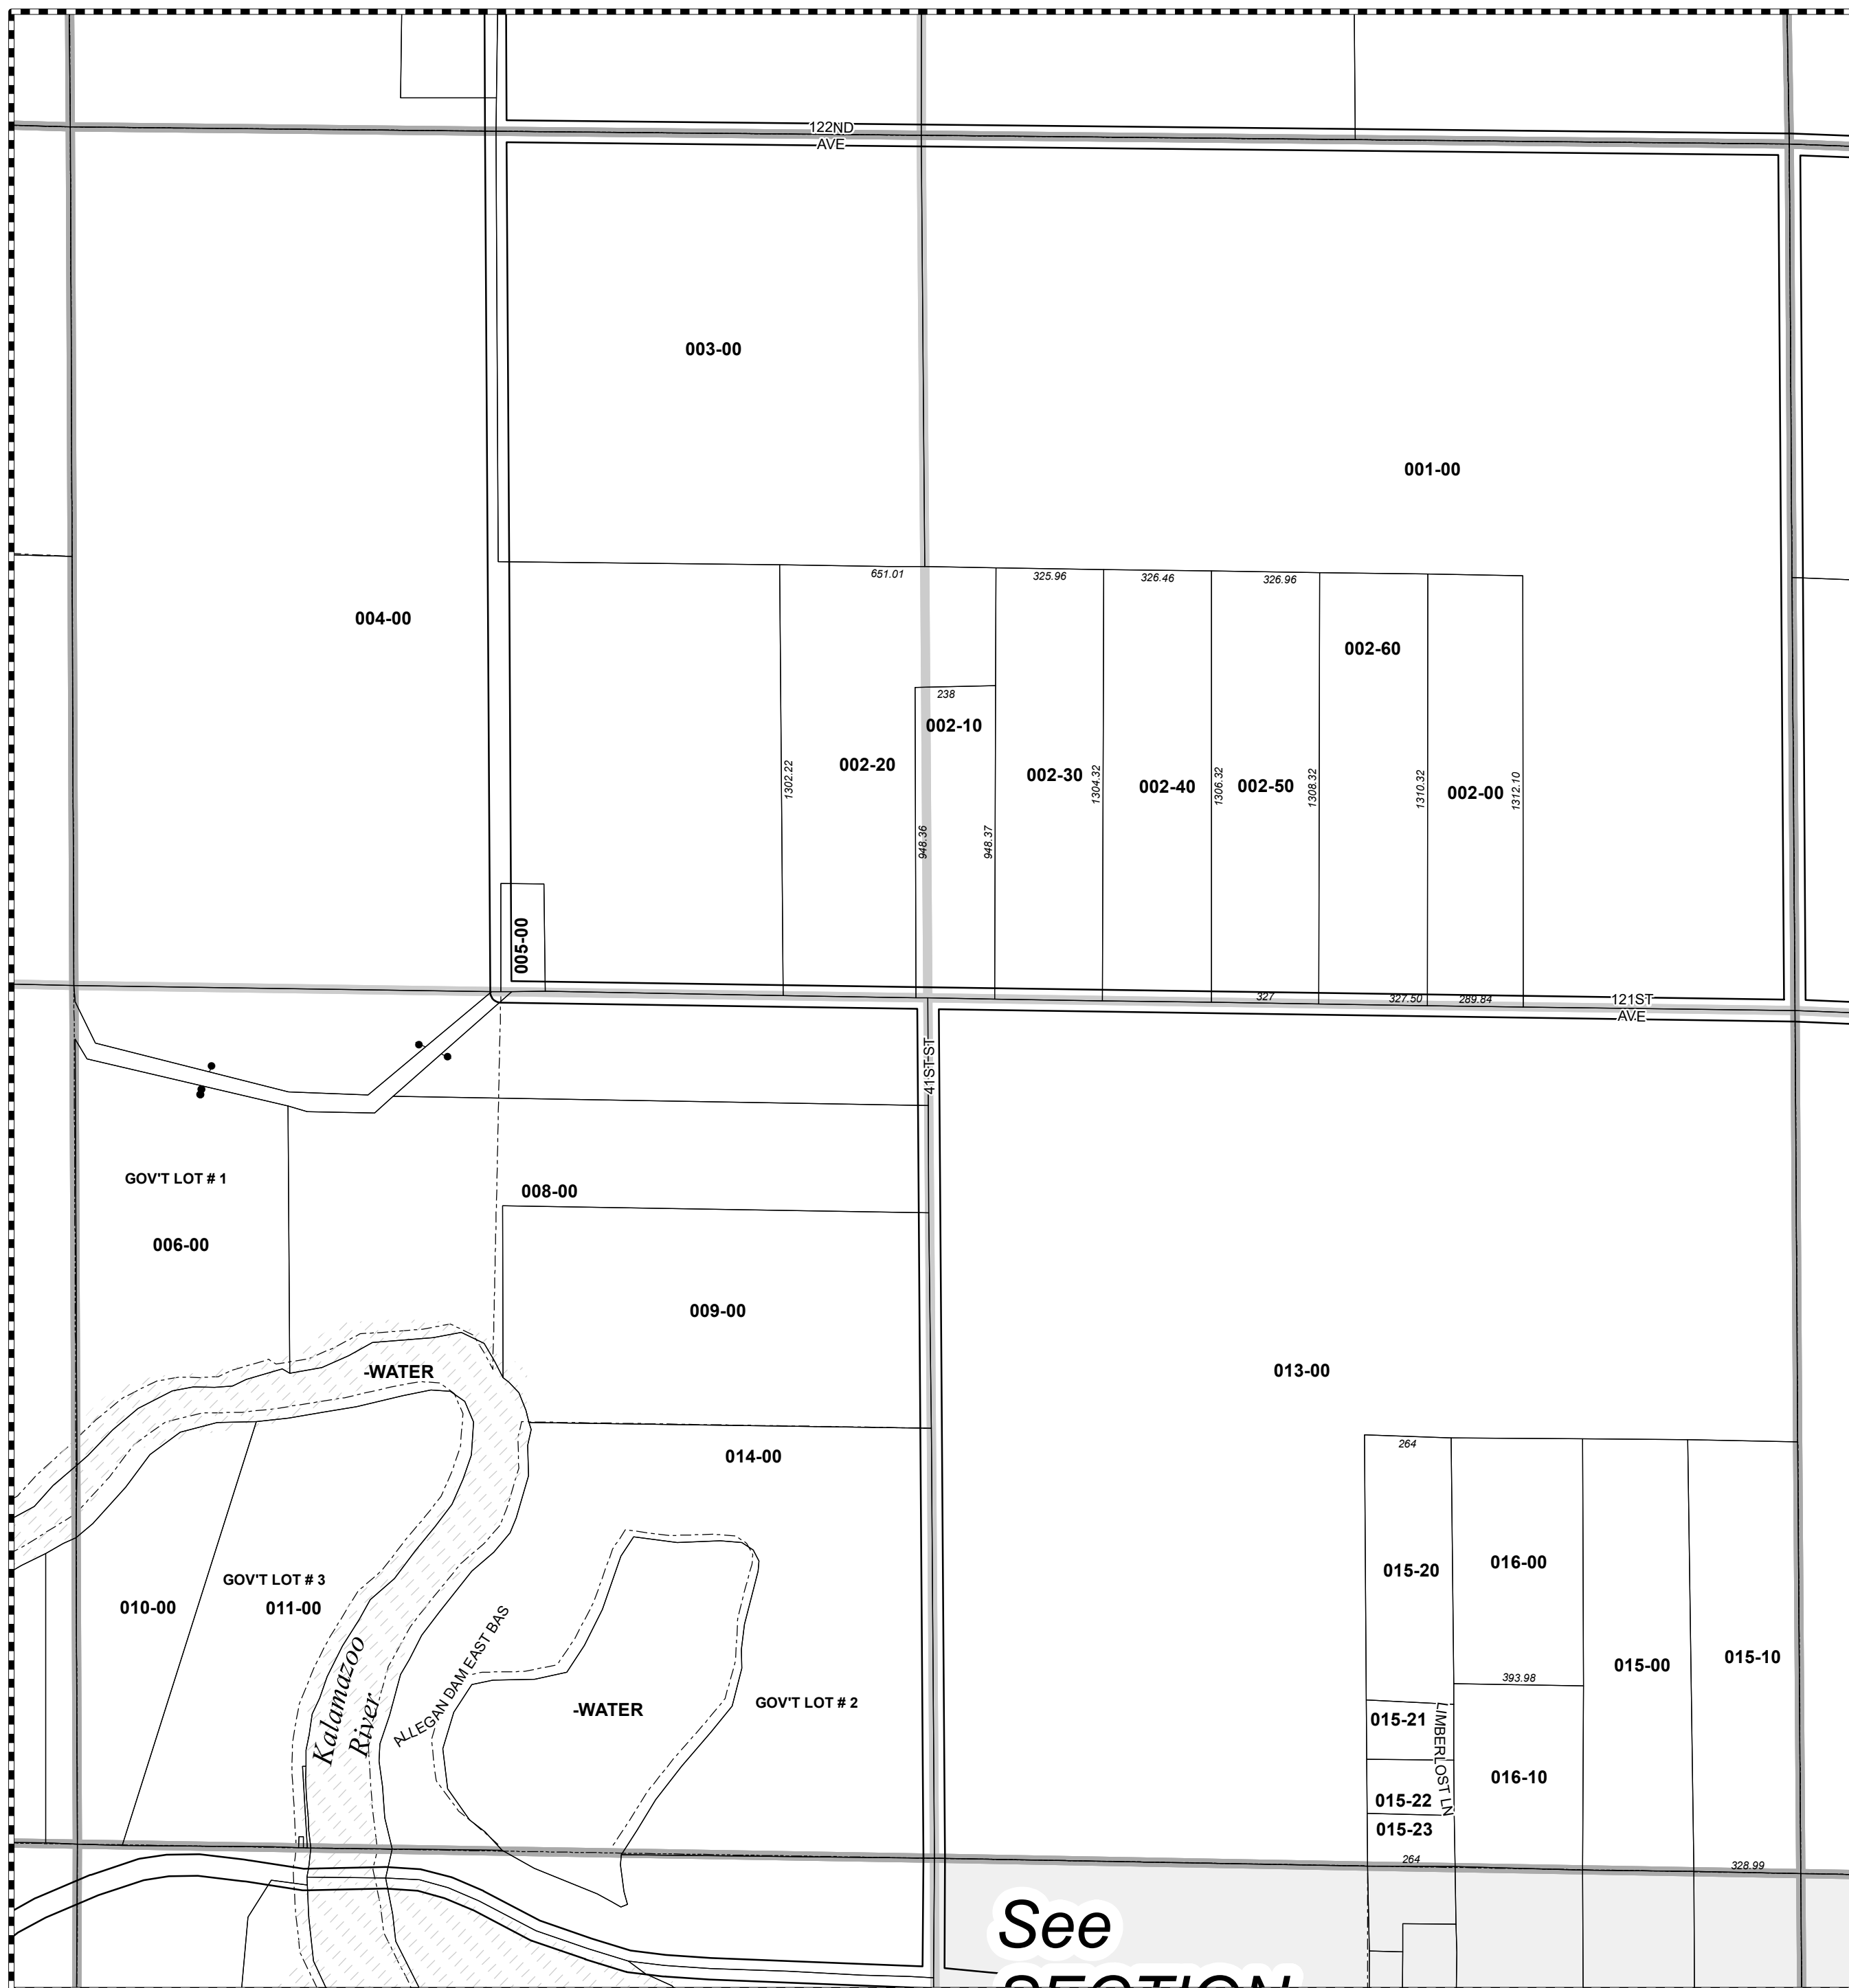 122ND
AVE
003-00
001-00
651.01
325.96
326.46
326.96
004-00
002-60
238
002-10
002-20
002-30
002-40
002-50
002-00
1302.22
1304.32
1306.32
1308.32
1310.32
1312.10
948.36
948.37
005-00
327
327.50
289.84
121ST
AVE
41ST ST
GOV'T LOT # 1
008-00
006-00
009-00
-WATER
013-00
264
014-00
016-00
015-20
GOV'T LOT # 3
010-00
011-00
015-00
015-10
393.98
Kalamazoo
River
ALLEGAN DAM EAST BAS
-WATER
GOV'T LOT # 2
015-21
LIMBERLOST LN
016-10
015-22
015-23
264
328.99
See
SECTION